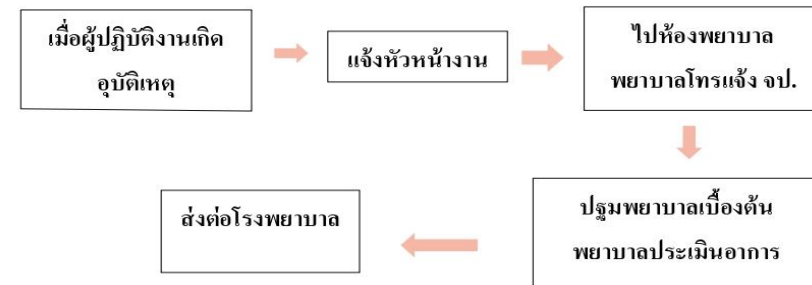 เมื่อผู้ปฏิบัติงานเกิด
อุบัติเหตุ
แจ้งหัวหน้างาน
ไปห้องพยาบาล
พยาบาลโทรแจ้ง จป.
ปฐมพยาบาลเบื้องต้น
พยาบาลประเมินอาการ
ส่งต่อโรงพยาบาล